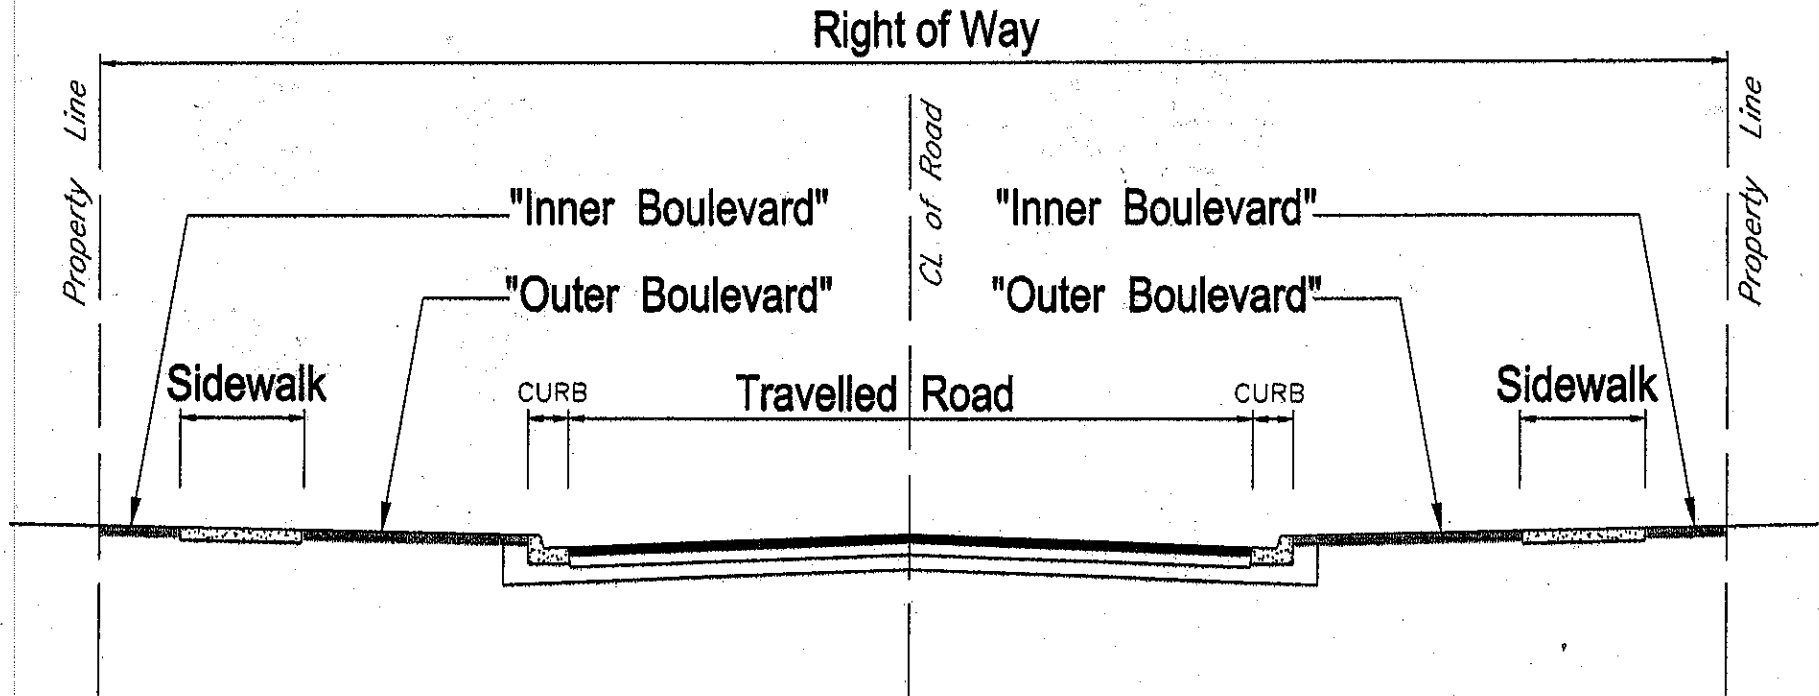 Right of Way
Property Line
CL of Road
Property Line
"Inner Boulevard"
"Inner Boulevard"
"Outer Boulevard"
"Outer Boulevard"
Sidewalk
CURB
Travelled Road
CURB
Sidewalk